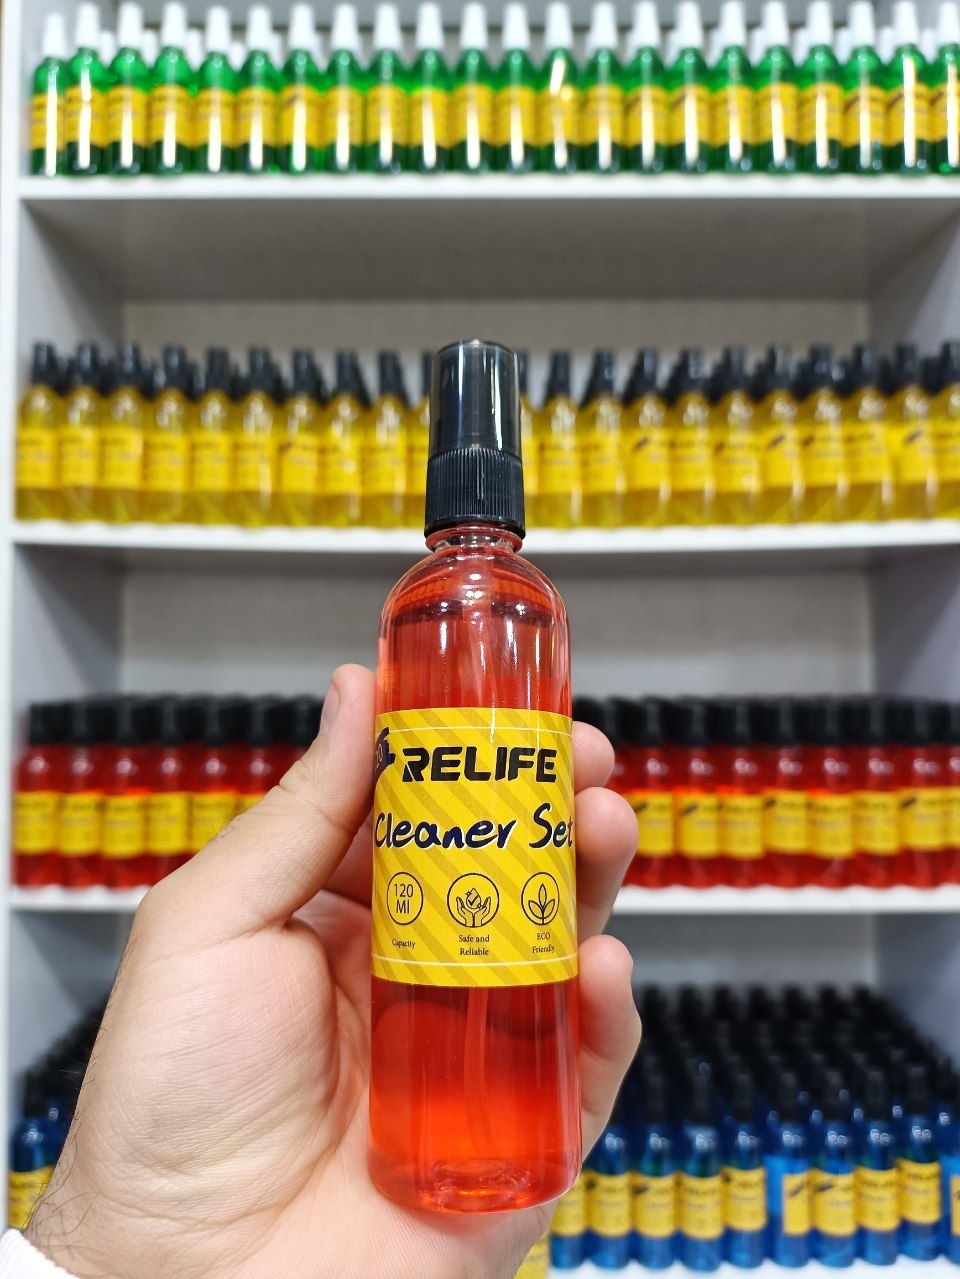 RELIFE
Cleaner Set
120
Ml
Capacity
Safe and
Reliable
ECO
Friendly